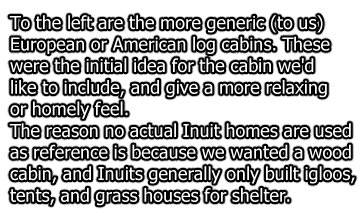 To the left are the more generic (to us)
European or American log cabins. These
were the initial idea for the cabin we'd
like to include, and give a more relaxing
or homely feel.
The reason no actual Inuit homes are used
as reference is because we wanted a wood
cabin, and Inuits generally only built igloos,
tents, and grass houses for shelter.